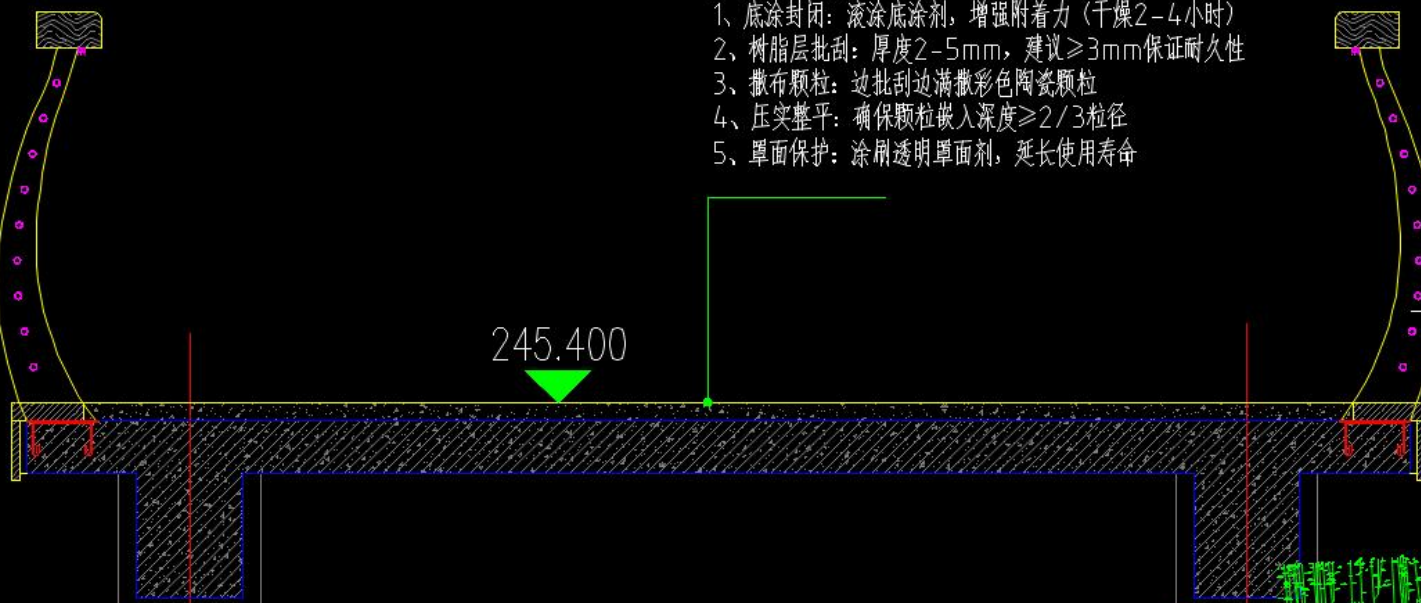 1、底涂封闭：滚涂底涂剂，增强附着力（干燥2-4小时）
2、树脂层批刮：厚度2-5mm，建议≥3mm保证耐久性
3、撒布颗粒：边批刮边满撒彩色陶瓷颗粒
4、压实整平：确保颗粒嵌入深度≥2/3粒径
5、罩面保护：涂刷透明罩面剂，延长使用寿命
245.400